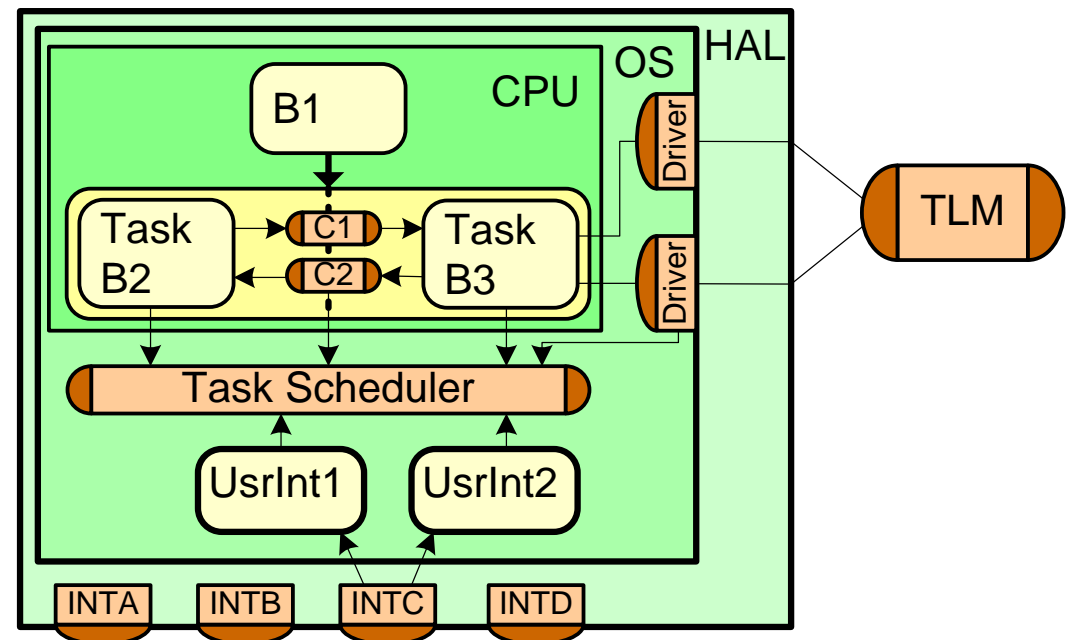 HAL
OS
CPU
B1
Driver
TLM
Task
B2
C1
C2
Task
B3
Driver
Task Scheduler
UsrInt1
UsrInt2
INTA
INTB
INTC
INTD